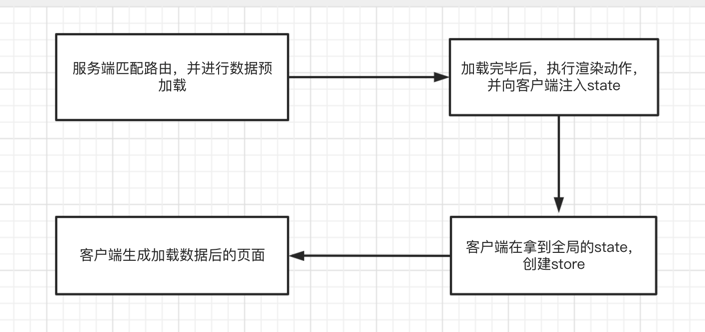 服务端匹配路由，并进行数据预
加载
加载完毕后，执行渲染动作，
并向客户端注入state
客户端在拿到全局的state，
创建store
客户端生成加载数据后的页面